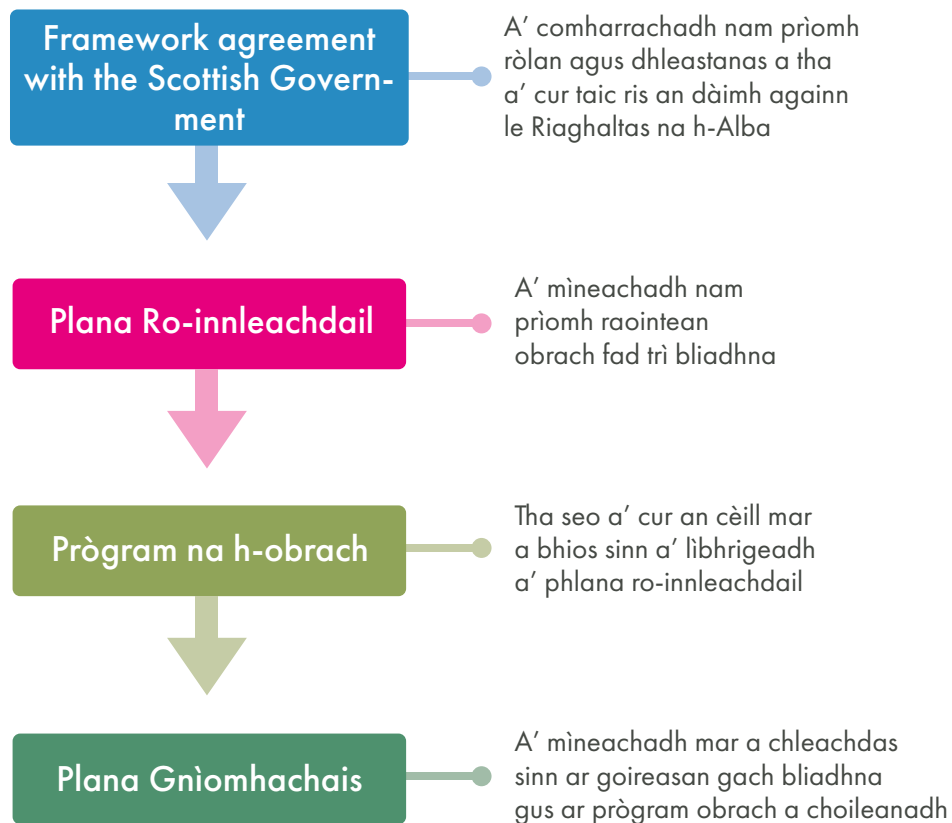 Framework agreement
with the Scottish Govern-
ment
A’ comharrachadh nam prìomh
ròlan agus dhleastanas a tha
a’ cur taic ris an dàimh againn
le Riaghaltas na h-Alba
Plana Ro-innleachdail
A’ mìneachadh nam
prìomh raointean
obrach fad trì bliadhna
Prògram na h-obrach
Tha seo a’ cur an cèill mar
a bhios sinn a’ lìbhrigeadh
a’ phlana ro-innleachdail
Plana Gnìomhachais
A’ mìneachadh mar a chleachdas
sinn ar goireasan gach bliadhna
gus ar prògram obrach a choileanadh